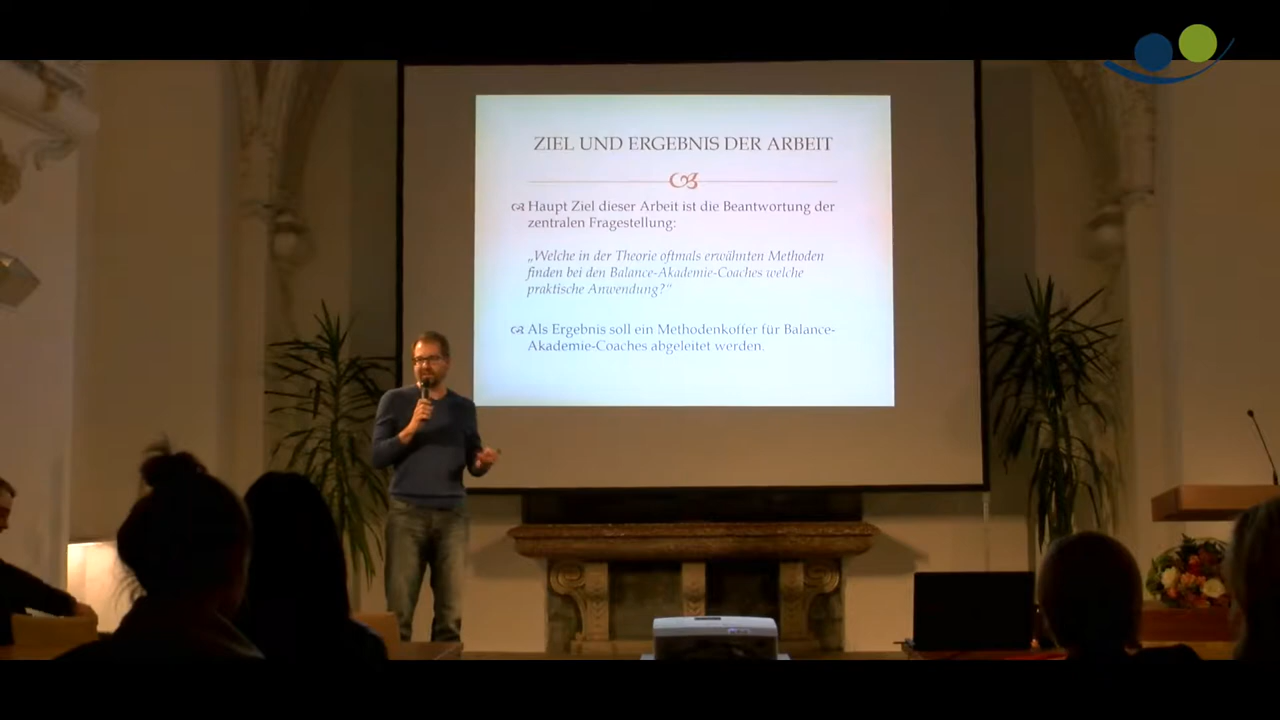 ZIEL UND ERGEBNIS DER ARBEIT
Haupt Ziel dieser Arbeit ist die Beantwortung der
zentralen Fragestellung:
„Welche in der Theorie oftmals erwähnten Methoden
finden bei den Balance-Akademie-Coaches welche
praktische Anwendung?“
Als Ergebnis soll ein Methodenkoffer für Balance-
Akademie-Coaches abgeleitet werden.